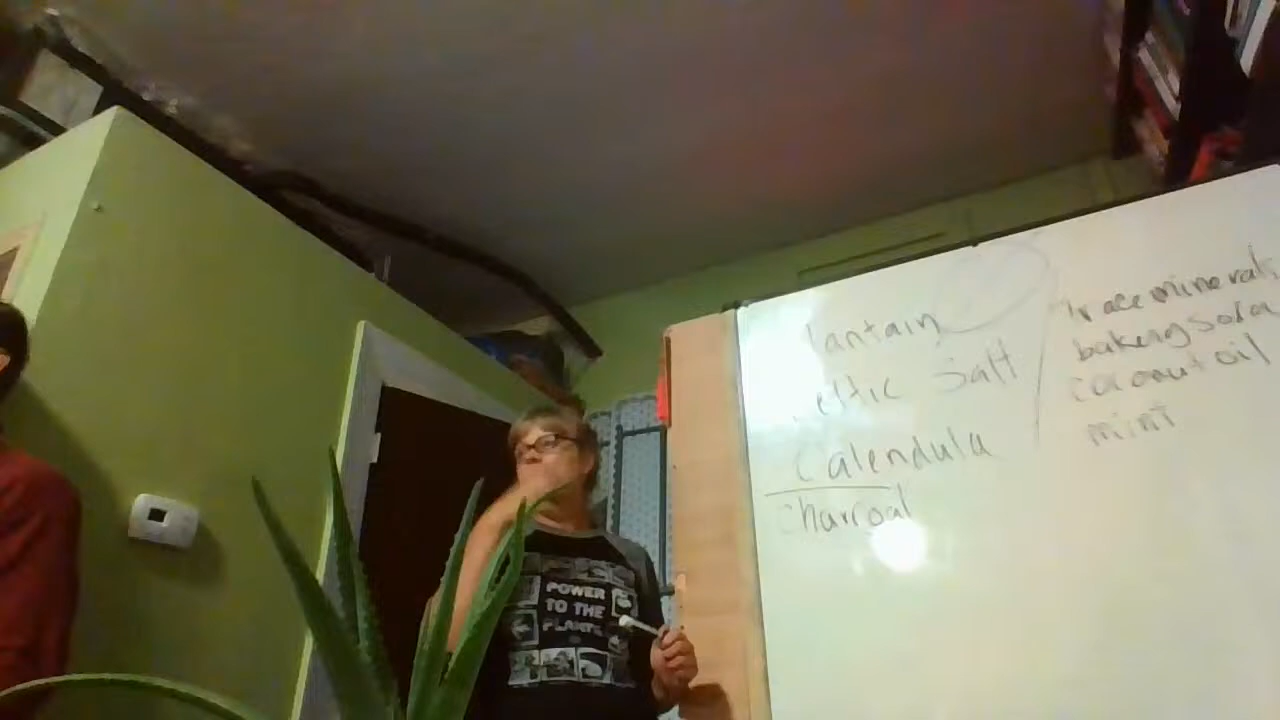 POWER
TO THE
PLANTS
lantain
eltic Salt
Calendula
charcoal
Trace minerals
baking soda
coconut oil
mint